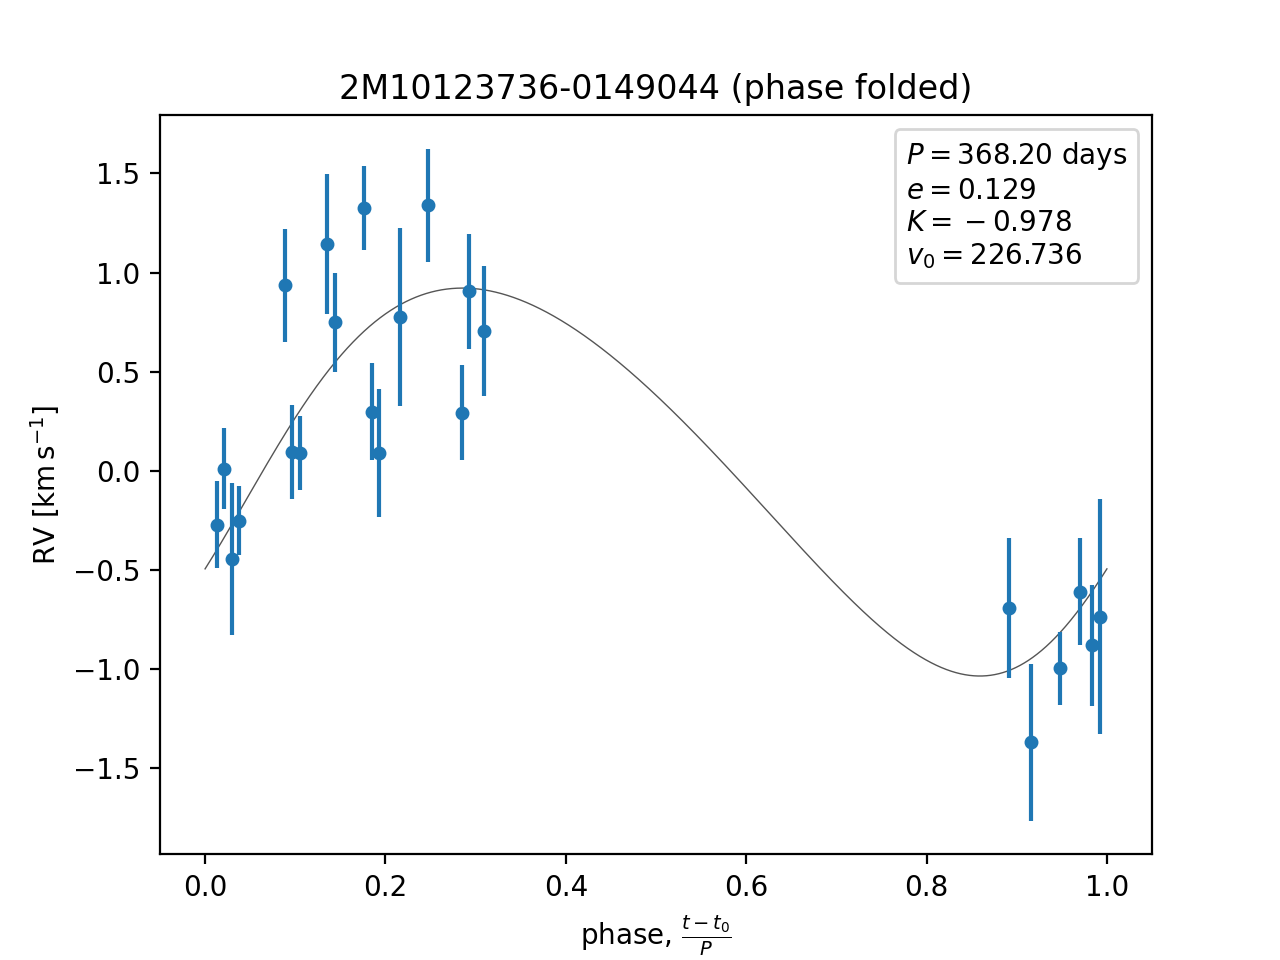 2M10123736-0149044 (phase folded)
P = 368.20 days
e = 0.129
K = −0.978
v₀ = 226.736
1.5
1.0
0.5
0.0
−0.5
−1.0
−1.5
RV [km s⁻¹]
0.0 0.2 0.4 0.6 0.8 1.0
phase, (t − t₀)/P